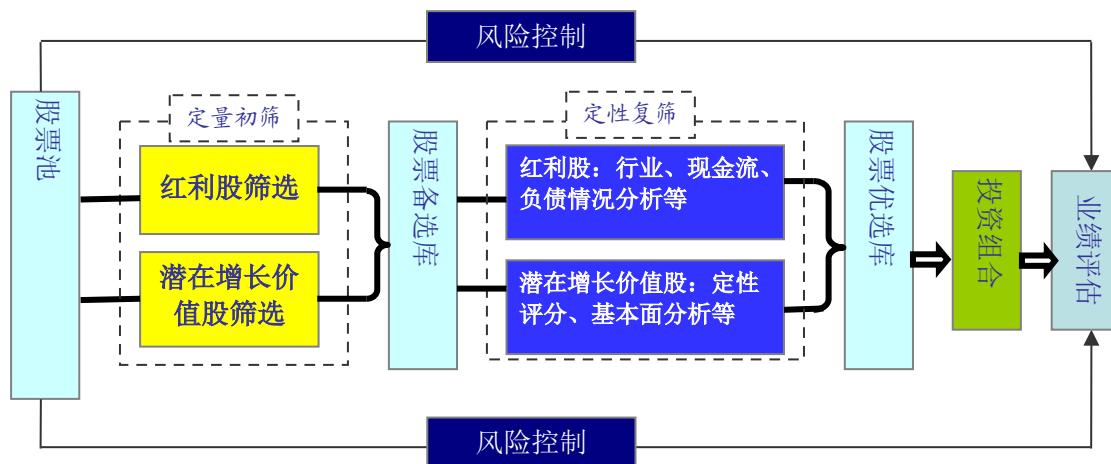 风险控制
股票池
定量初筛
红利股筛选
潜在增长价
值股筛选
股票备选库
定性复筛
红利股：行业、现金流、
负债情况分析等
潜在增长价值股：定性
评分、基本面分析等
股票优选库
投资组合
业绩评估
风险控制